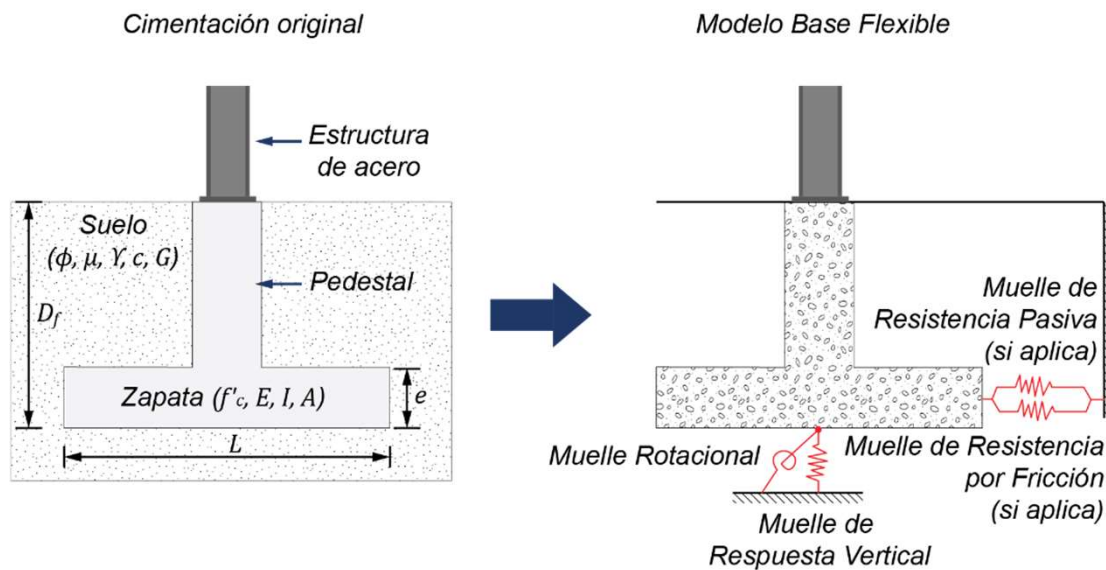 Cimentación original
Estructura
de acero
Suelo
(ϕ, μ, ϒ, c, G)
Pedestal
D_f
Zapata (f'_c, E, I, A)
e
L
Modelo Base Flexible
Muelle de
Resistencia Pasiva
(si aplica)
Muelle Rotacional
Muelle de Resistencia
por Fricción
(si aplica)
Muelle de
Respuesta Vertical